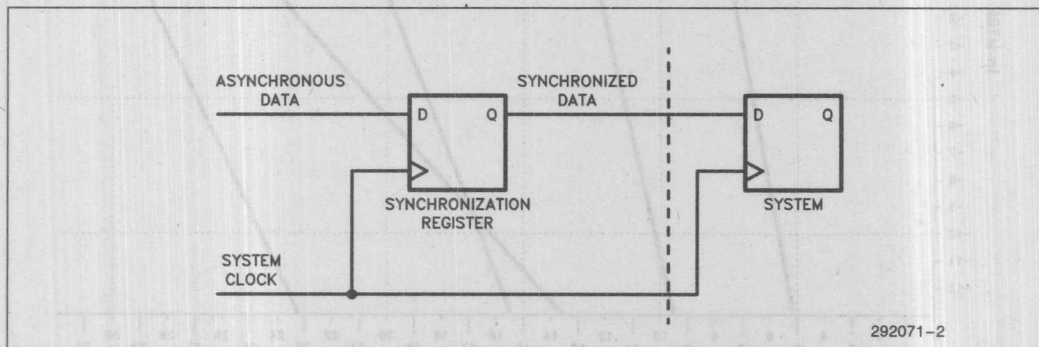 ASYNCHRONOUS
DATA
SYNCHRONIZED
DATA
D Q
D Q
SYNCHRONIZATION
REGISTER
SYSTEM
SYSTEM
CLOCK
292071-2